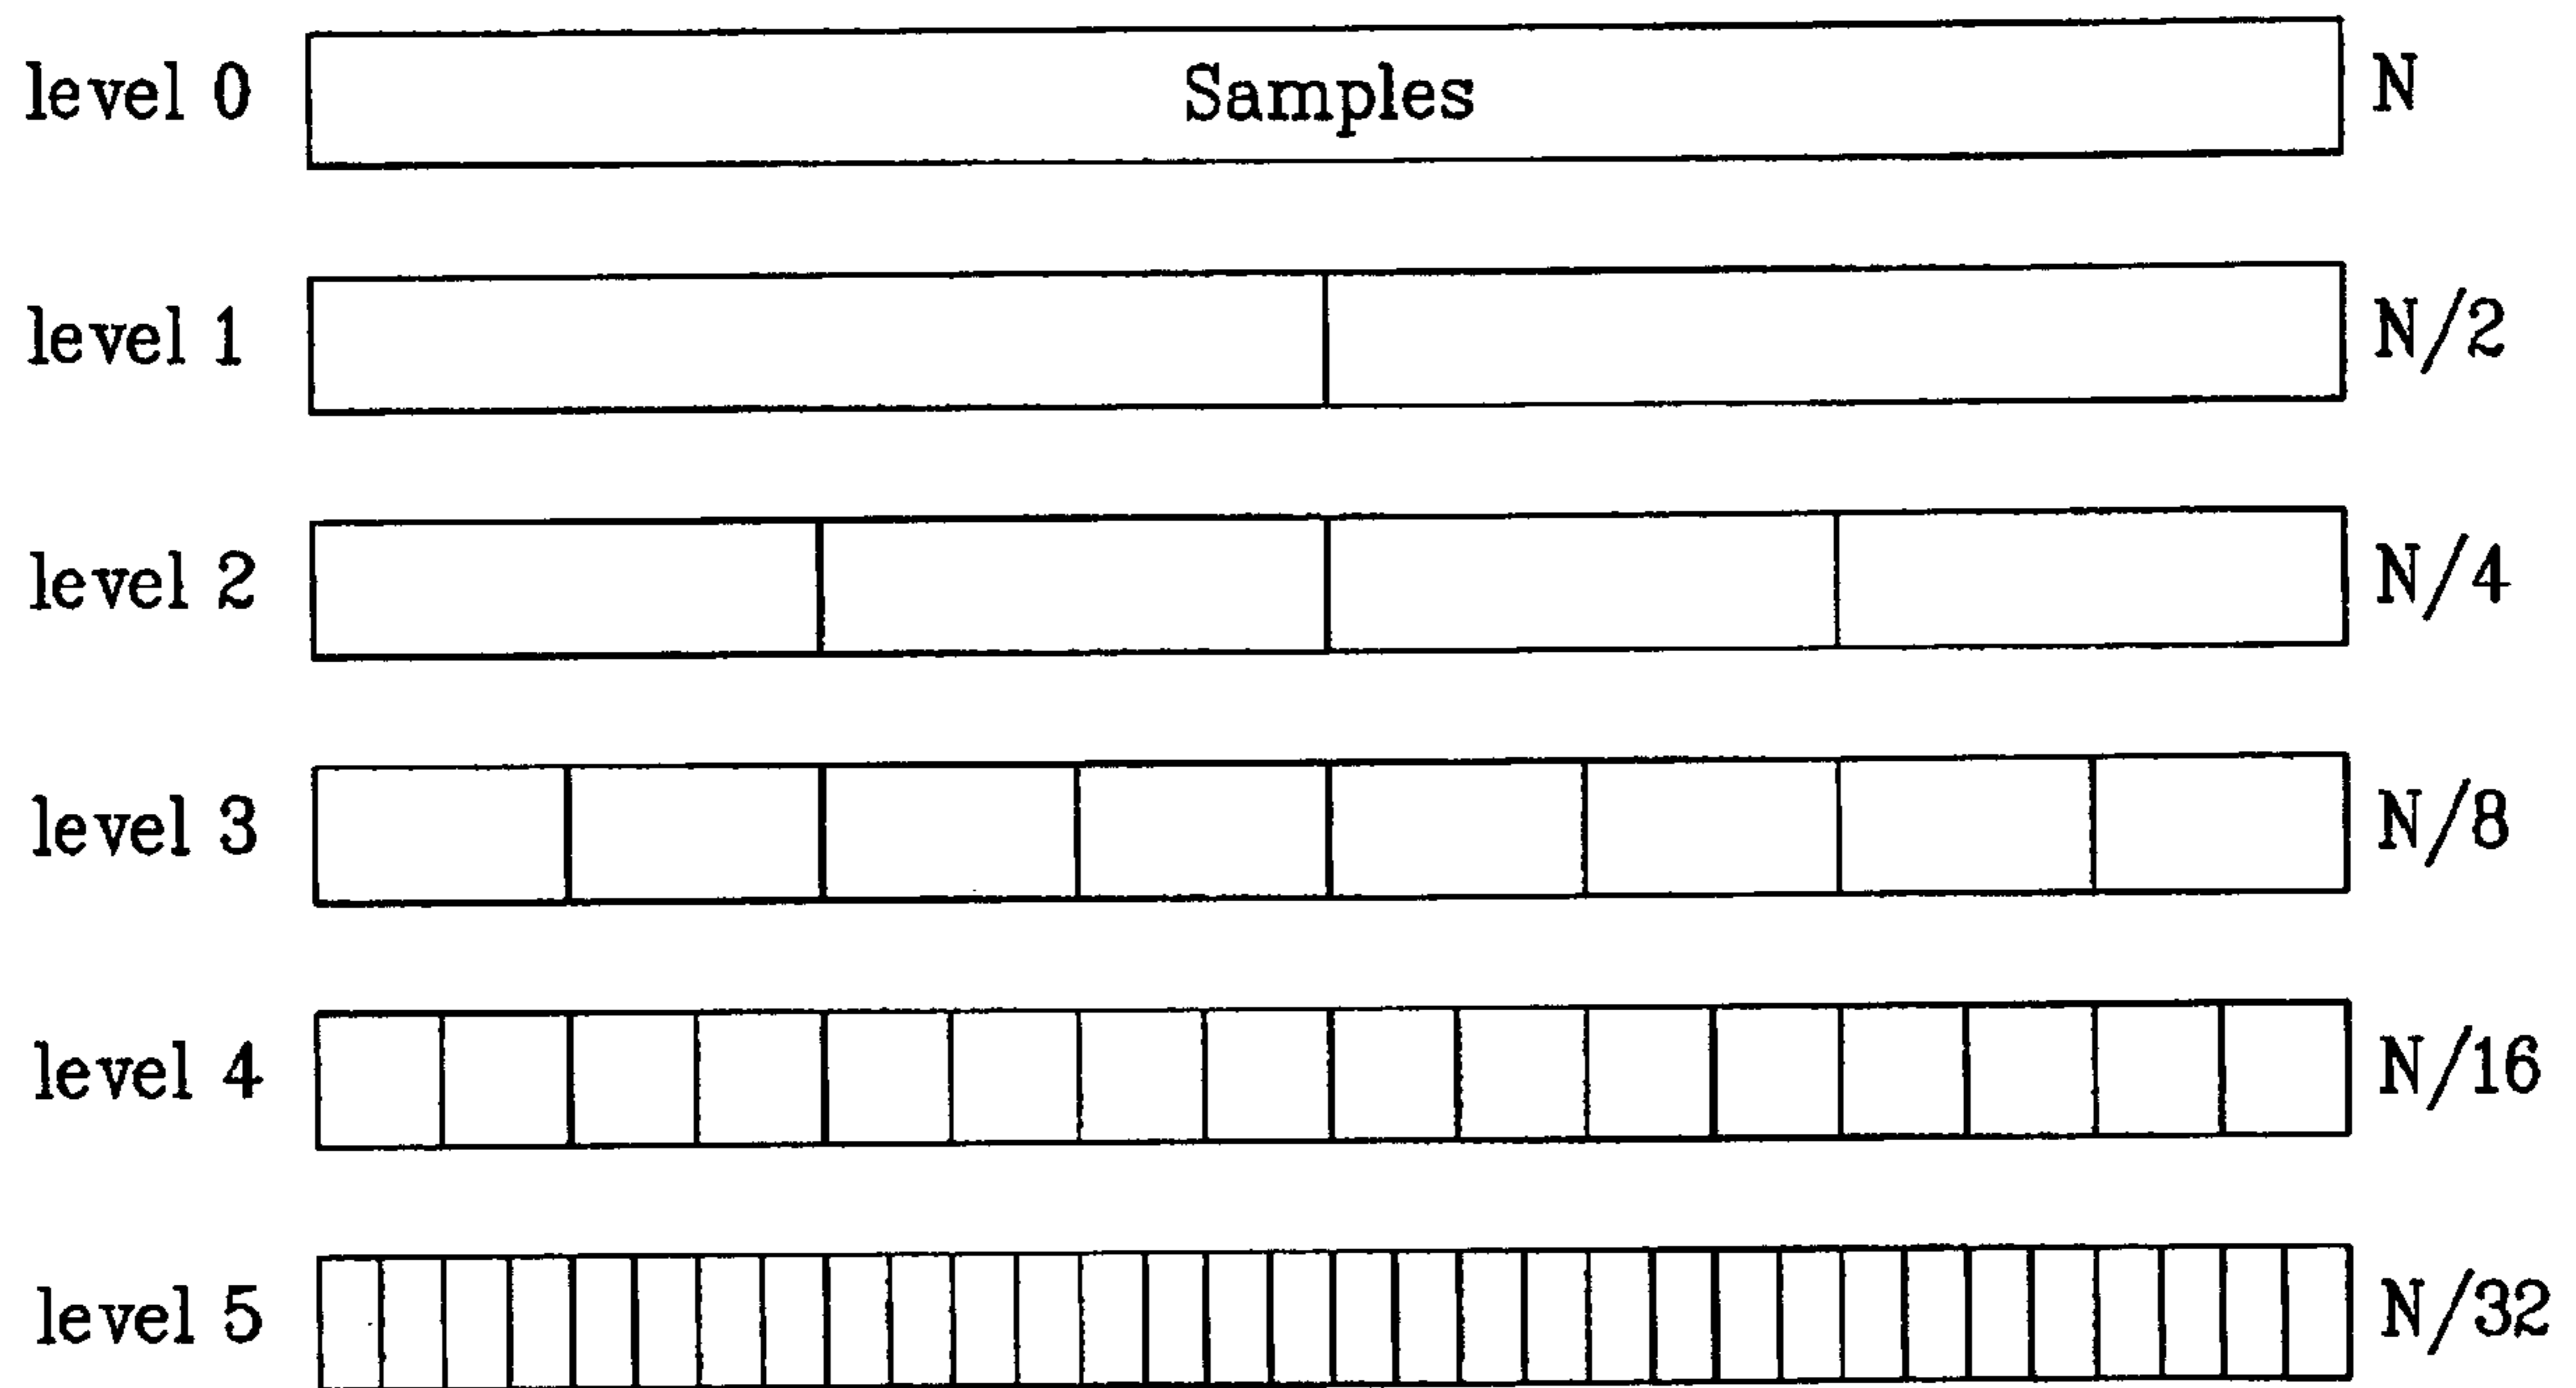 level 0 Samples N
level 1 N/2
level 2 N/4
level 3 N/8
level 4 N/16
level 5 N/32